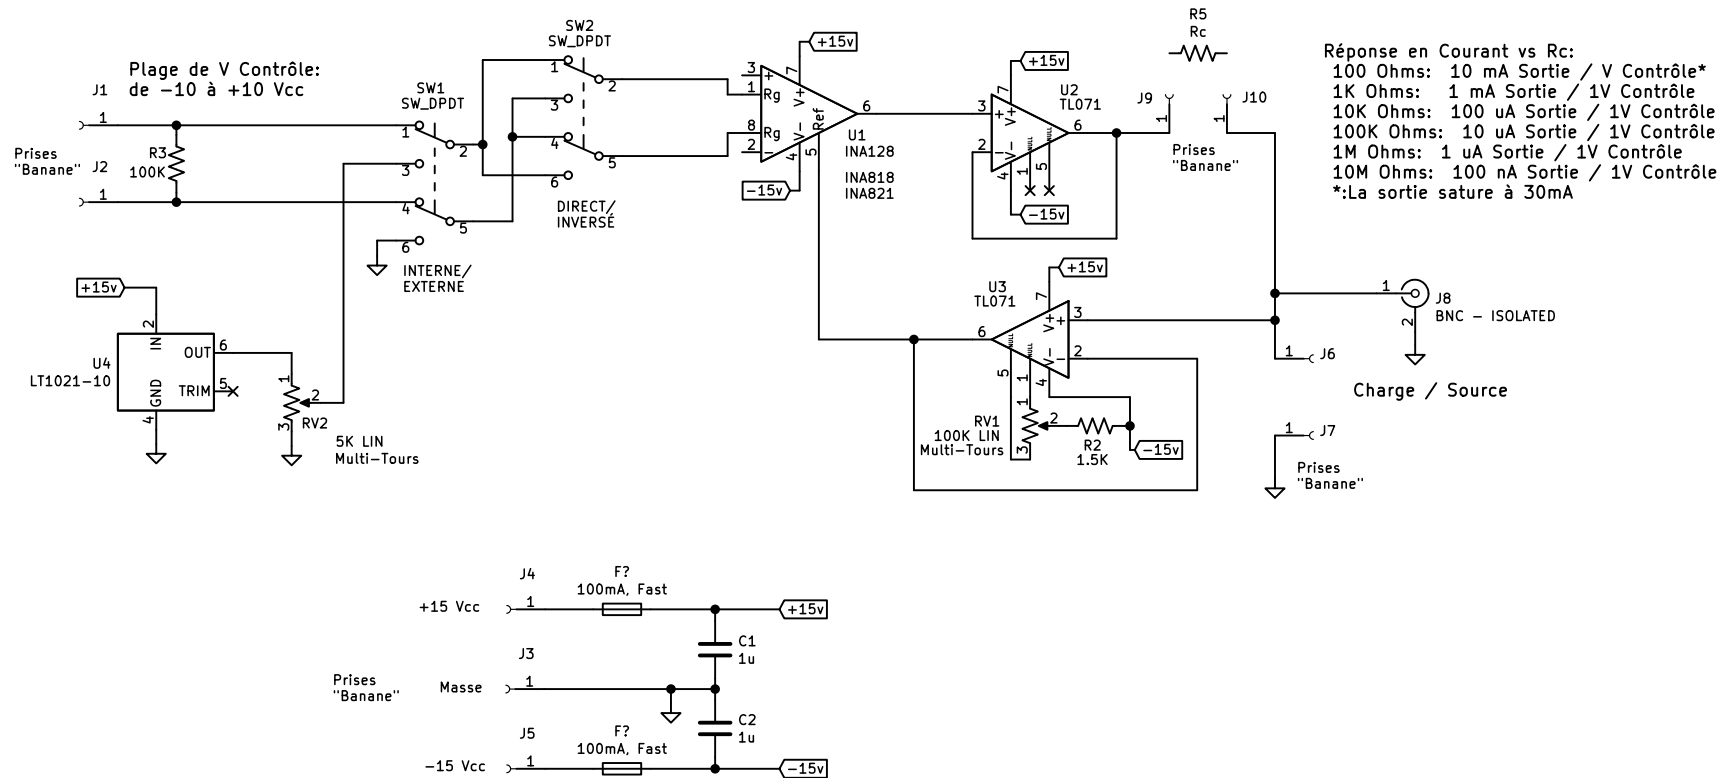 Plage de V Contrôle:
de -10 à +10 Vcc
J1
1
Prises
"Banane"
J2
1
R3
100K
SW1
SW_DPDT
1
2
3
4
5
6
INTERNE/
EXTERNE
SW2
SW_DPDT
1
2
3
4
5
6
DIRECT/
INVERSÉ
+15v
3
+
7
1
Rg
V+
Ref
6
8
Rg
V-
2
-
4
5
U1
INA128
INA818
INA821
-15v
+15v
U2
TL071
7
3
+
V+
6
2
-
V-
NULL
NULL
4
1
5
-15v
R5
Rc
J9
1
J10
1
Prises
"Banane"
Réponse en Courant vs Rc:
100 Ohms: 10 mA Sortie / V Contrôle*
1K Ohms: 1 mA Sortie / 1V Contrôle
10K Ohms: 100 uA Sortie / 1V Contrôle
100K Ohms: 10 uA Sortie / 1V Contrôle
1M Ohms: 1 uA Sortie / 1V Contrôle
10M Ohms: 100 nA Sortie / 1V Contrôle
*:La sortie sature à 30mA
+15v
U3
TL071
7
V+
+
3
6
NULL
NULL
V-
-
2
5
1
4
RV1
100K LIN
Multi-Tours
1
2
3
R2
1.5K
-15v
1
J8
BNC - ISOLATED
2
1
J6
Charge / Source
1
J7
Prises
"Banane"
+15v
2
IN
U4
LT1021-10
OUT
6
TRIM
5
GND
4
1
2
3
RV2
5K LIN
Multi-Tours
J4
+15 Vcc
1
F?
100mA, Fast
+15v
C1
1u
J3
Prises
"Banane"
Masse
1
C2
1u
J5
-15 Vcc
1
F?
100mA, Fast
-15v